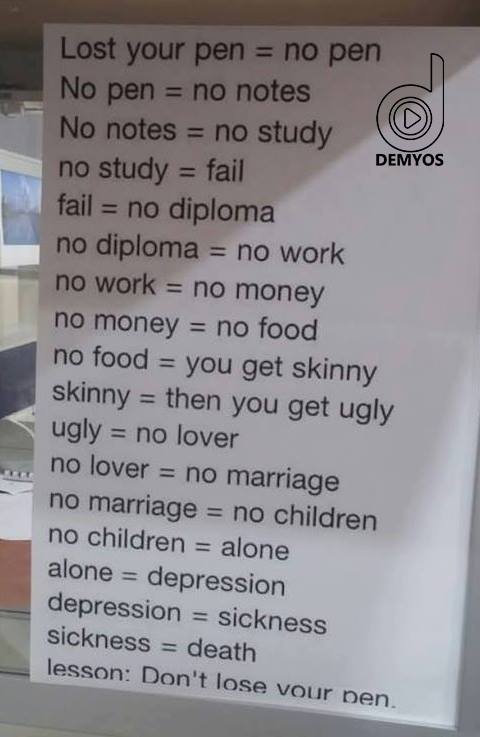 Lost your pen = no pen
No pen = no notes
No notes = no study
no study = fail
fail = no diploma
no diploma = no work
no work = no money
no money = no food
no food = you get skinny
skinny = then you get ugly
ugly = no lover
no lover = no marriage
no marriage = no children
no children = alone
alone = depression
depression = sickness
sickness = death
lesson: Don't lose your pen.
DEMYOS